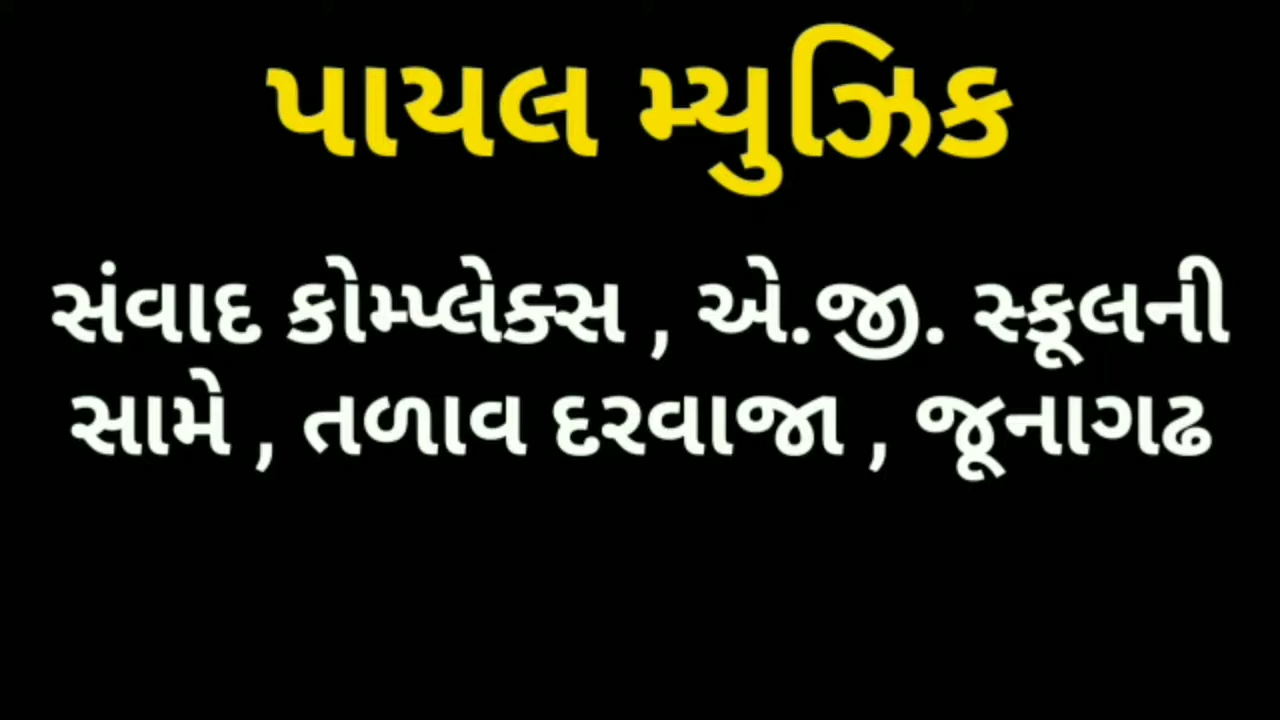 પાયલ મ્યુઝિક
સંવાદ કોમ્પ્લેક્સ , એ.જી. સ્કૂલની
સામે , તળાવ દરવાજા , જૂનાગઢ